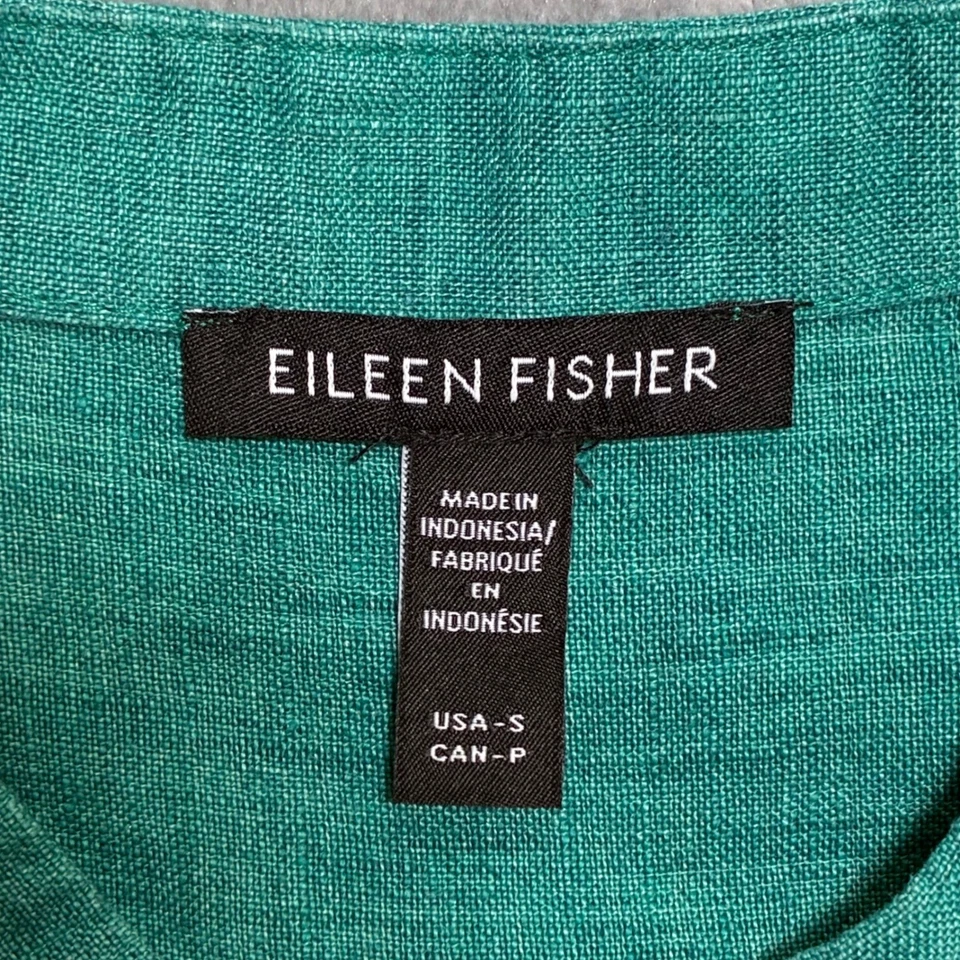 EILEEN FISHER
MADE IN
INDONESIA/
FABRIQUÉ
EN
INDONÉSIE
USA-S
CAN-P